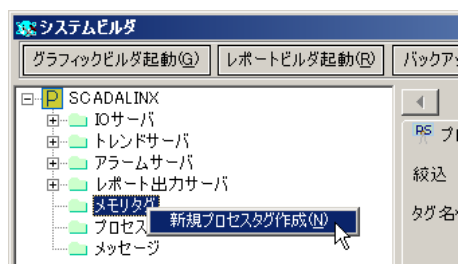 システムビルダ
グラフィックビルダ起動(G) レポートビルダ起動(R) バックア
SCADALINX
IOサーバ
トレンドサーバ
アラームサーバ
レポート出力サーバ
メモリタグ
新規プロセスタグ作成(N)
プロセス
メッセージ
PS プロ
絞込
タグ名